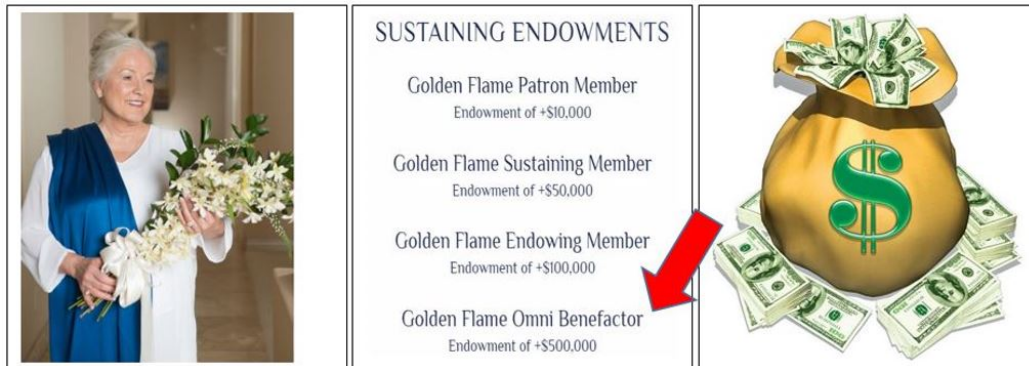 SUSTAINING ENDOWMENTS
Golden Flame Patron Member
Endowment of +$10,000
Golden Flame Sustaining Member
Endowment of +$50,000
Golden Flame Endowing Member
Endowment of +$100,000
Golden Flame Omni Benefactor
Endowment of +$500,000
$